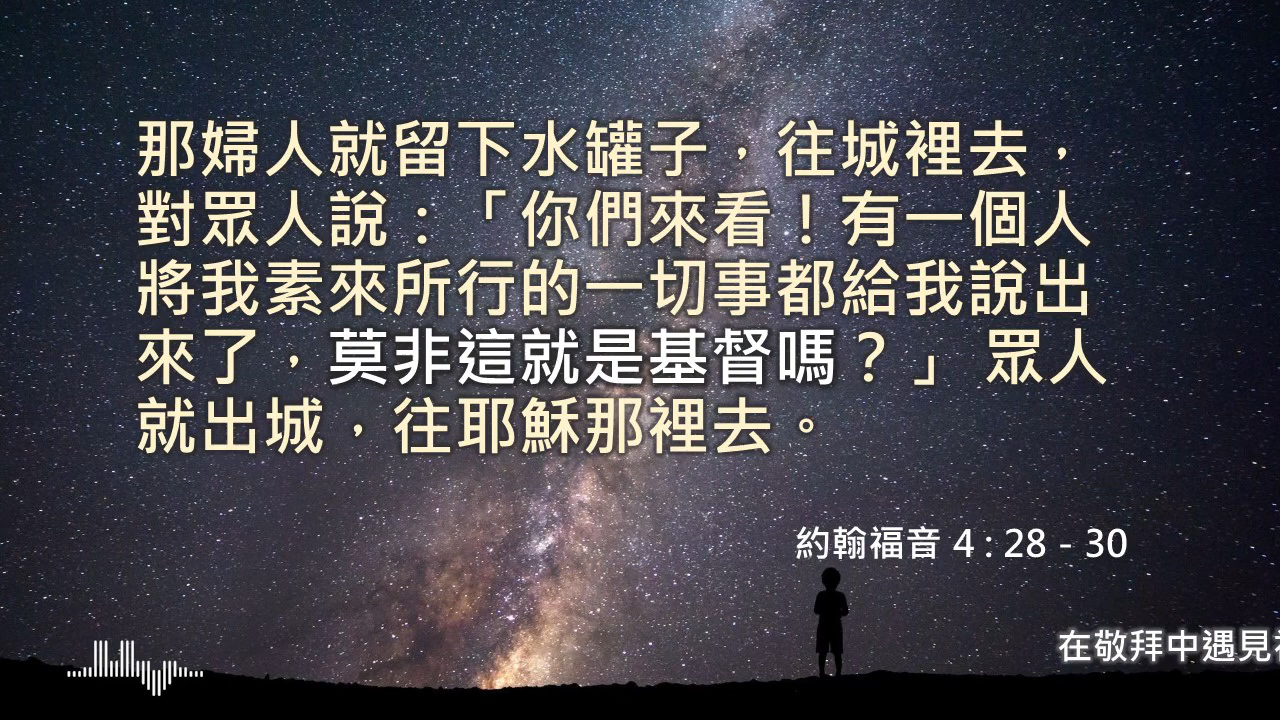 那婦人就留下水罐子，往城裡去，
對眾人說：「你們來看！有一個人
將我素來所行的一切事都給我說出
來了，莫非這就是基督嗎？」 眾人
就出城，往耶穌那裡去。
約翰福音 4 : 28 - 30
在敬拜中遇見